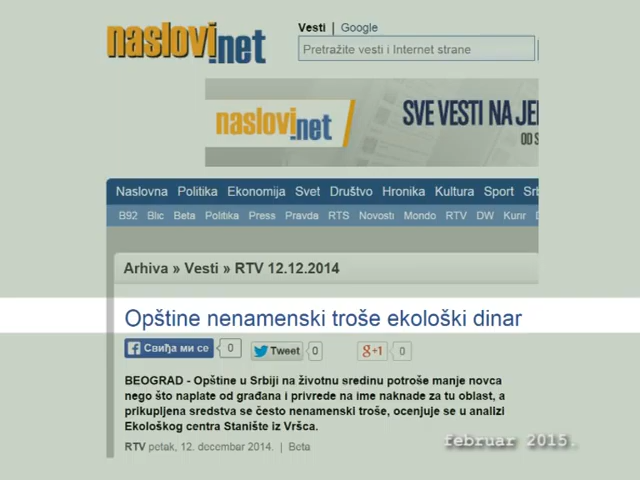 naslovi.net
Vesti | Google
Pretražite vesti i Internet strane
naslovi.net
SVE VESTI NA JE
OD S
Naslovna Politika Ekonomija Svet Društvo Hronika Kultura Sport Srb
B92 Blic Beta Politika Press Pravda RTS Novosti Mondo RTV DW Kurir
Arhiva » Vesti » RTV 12.12.2014
Opštine nenamenski troše ekološki dinar
Свиђа ми се 0 Tweet 0 g+1 0
BEOGRAD - Opštine u Srbiji na životnu sredinu potroše manje novca
nego što naplate od građana i privrede na ime naknade za tu oblast, a
prikupljena sredstva se često nenamenski troše, ocenjuje se u analizi
Ekološkog centra Stanište iz Vršca.
RTV petak, 12. decembar 2014. | Beta
februar 2015.